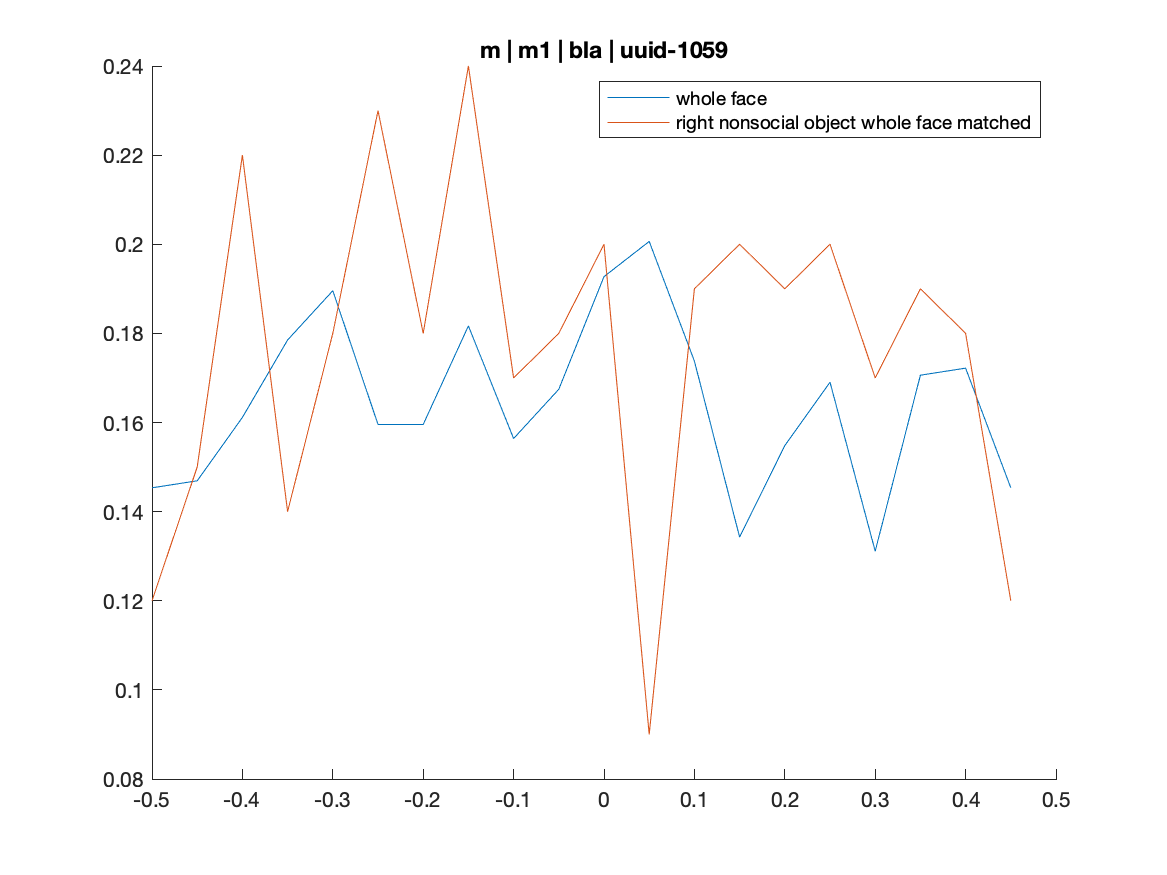 m | m1 | bla | uuid-1059
whole face
right nonsocial object whole face matched
0.24
0.22
0.2
0.18
0.16
0.14
0.12
0.1
0.08
-0.5 -0.4 -0.3 -0.2 -0.1 0 0.1 0.2 0.3 0.4 0.5